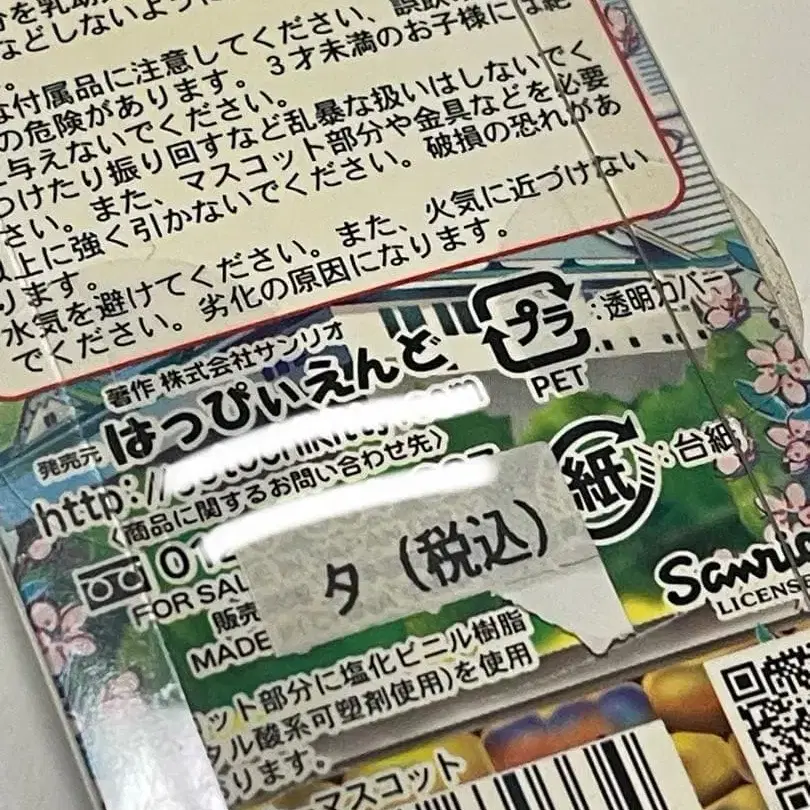 などしないように
な付属品に注意してください、誤飲
の危険があります。3才未満のお子様には絶
与えないでください。
つけたり振り回すなど乱暴な扱いはしないでく
さい。また、マスコット部分や金具などを必要
以上に強く引かないでください。破損の恐れがあ
ります。
水気を避けてください。また、火気に近づけない
でください。劣化の原因になります。
著作 株式会社サンリオ
発売元 はっぴぃえんど
http://
〈商品に関するお問い合わせ先〉
プラ
:透明カバー
PET
紙
:台紙
タ (税込)
FOR SAL
販売
MADE
Sanrio
LICENS
ット部分に塩化ビニル樹脂
タル酸系可塑剤使用)を使用
ります。
マスコット